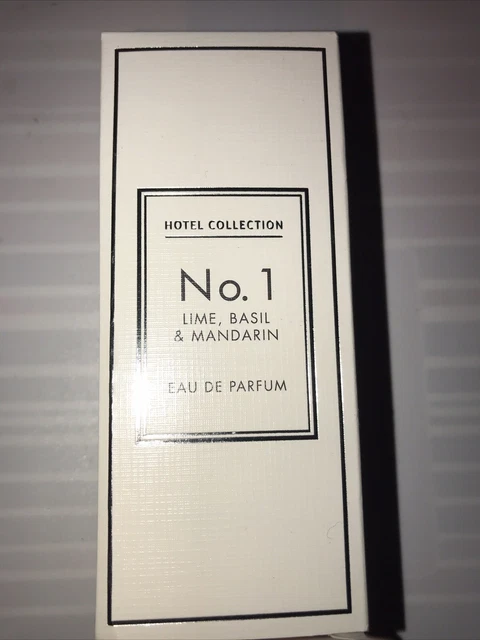 HOTEL COLLECTION
No. 1
LIME, BASIL
& MANDARIN
EAU DE PARFUM